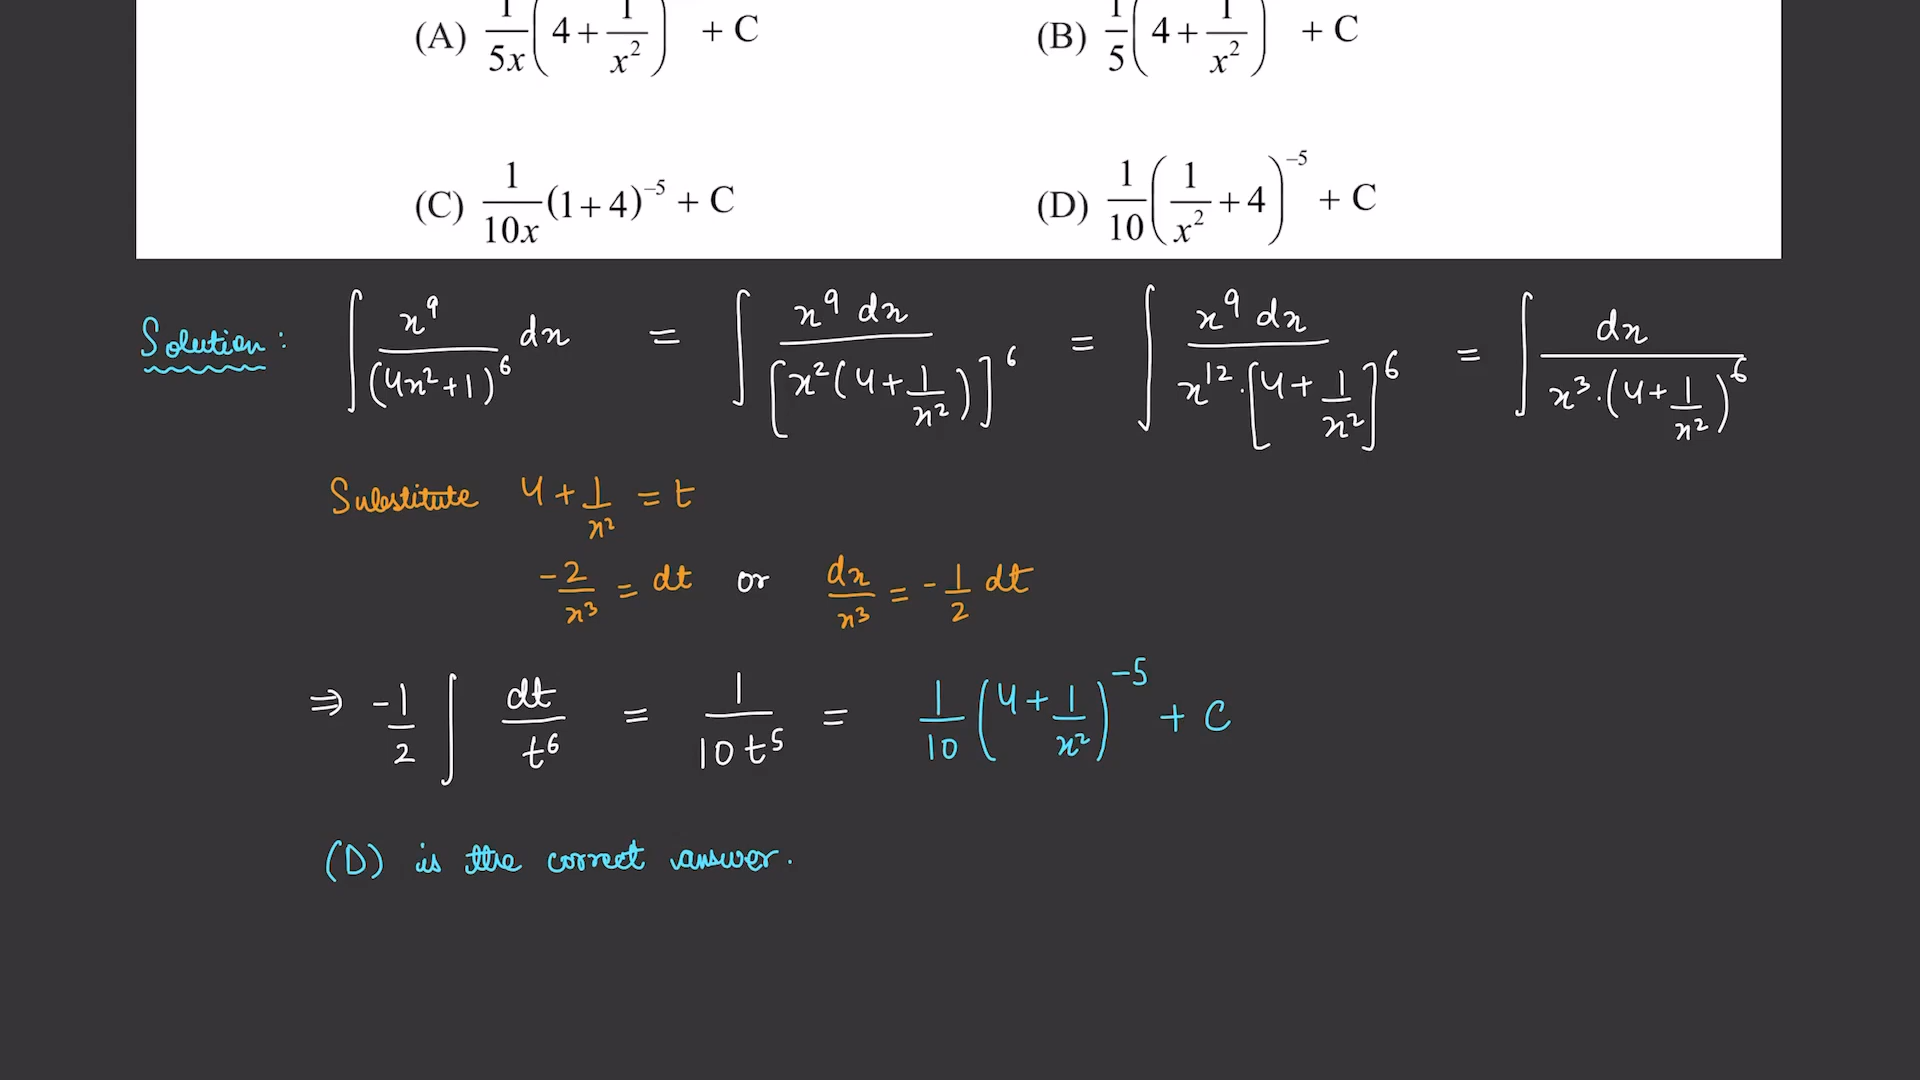 (A) 1/5x (4 + 1/x²) + C (B) 1/5 (4 + 1/x²) + C
(C) 1/10x (1 + 4)⁻⁵ + C (D) 1/10 (1/x² + 4)⁻⁵ + C
Solution: ∫ x⁹/(4x²+1)⁶ dx = ∫ x⁹ dx/[x²(4+1/x²)]⁶ = ∫ x⁹ dx/x¹²·[4+1/x²]⁶ = ∫ dx/x³·(4+1/x²)⁶
Substitute 4 + 1/x² = t
-2/x³ = dt or dx/x³ = -1/2 dt
⇒ -1/2 ∫ dt/t⁶ = 1/10t⁵ = 1/10 (4 + 1/x²)⁻⁵ + C
(D) is the correct answer.